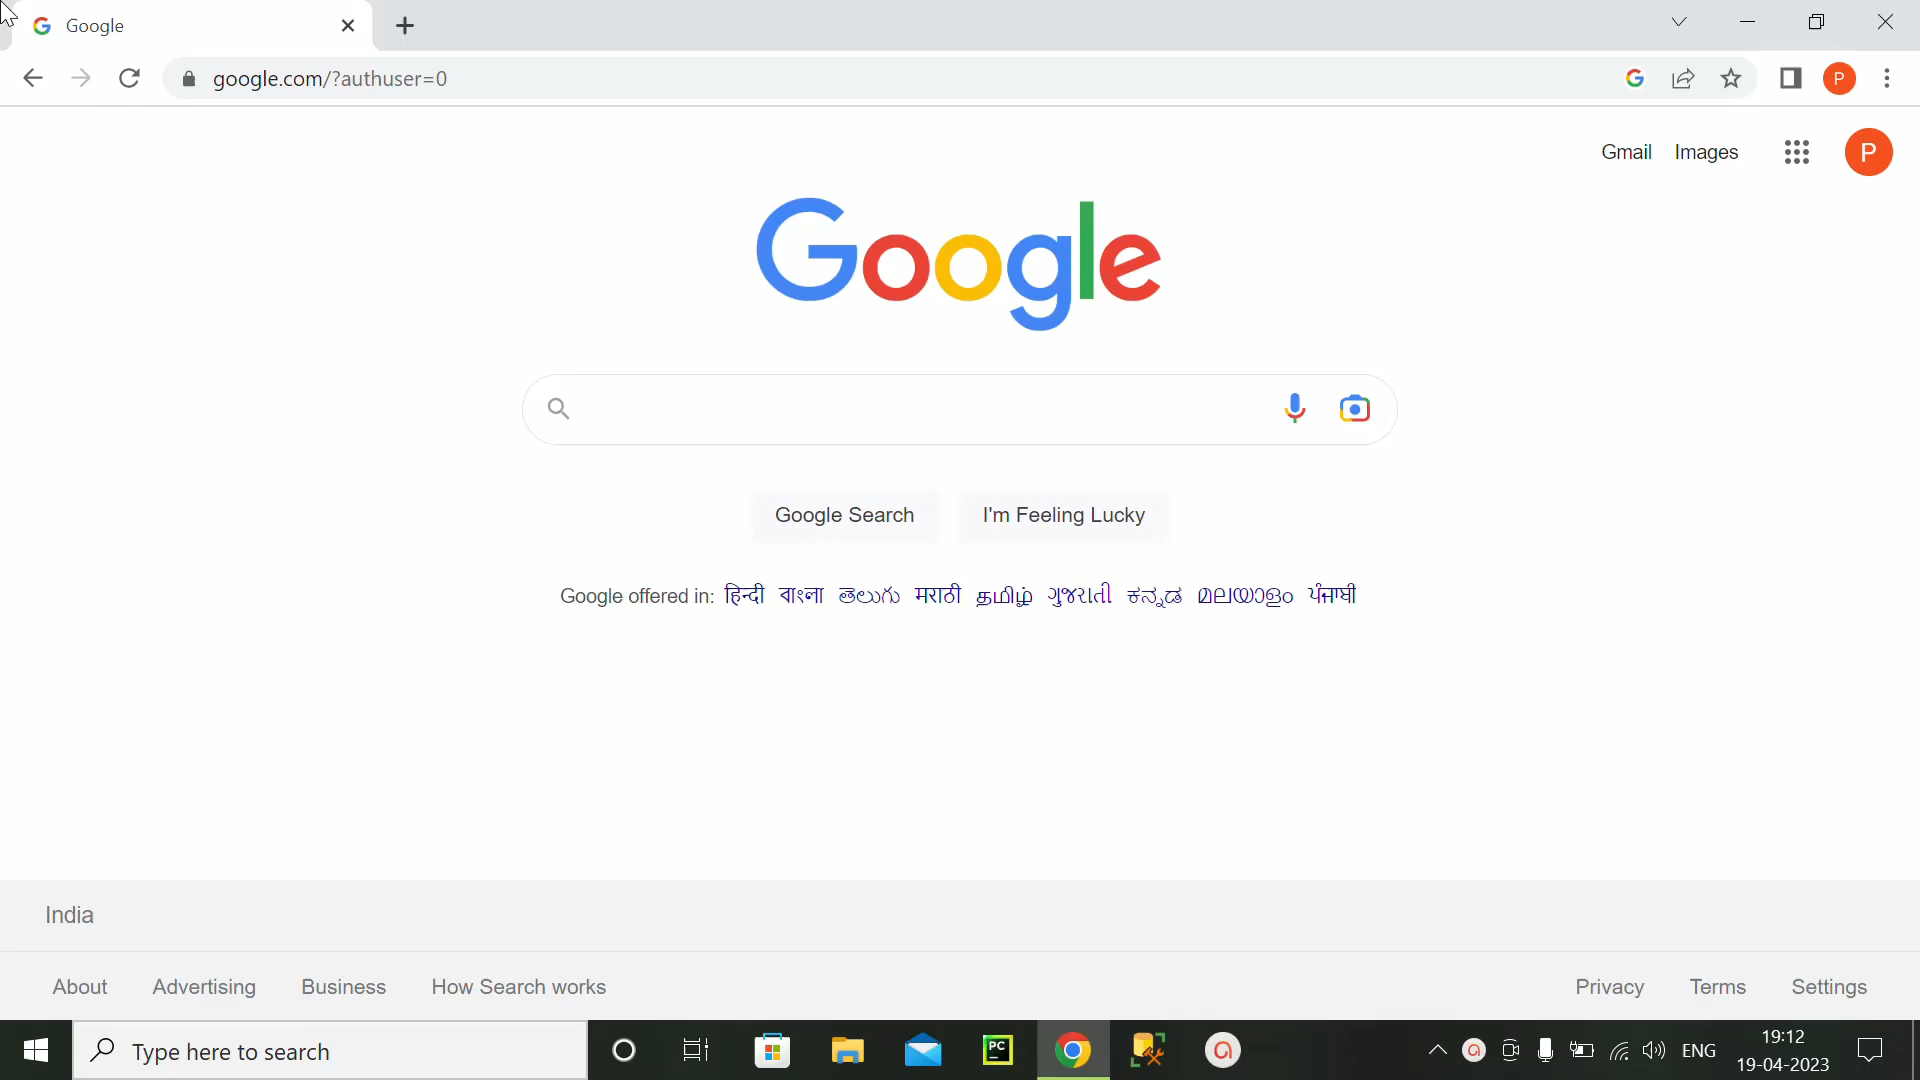 Google
google.com/?authuser=0
P
Gmail Images
P
Google
Google Search I'm Feeling Lucky
Google offered in: हिन्दी বাংলা తెలుగు मराठी தமிழ் ગુજરાતી ಕನ್ನಡ മലയാളം ਪੰਜਾਬੀ
India
About Advertising Business How Search works Privacy Terms Settings
Type here to search
PC
ENG
19:12
19-04-2023